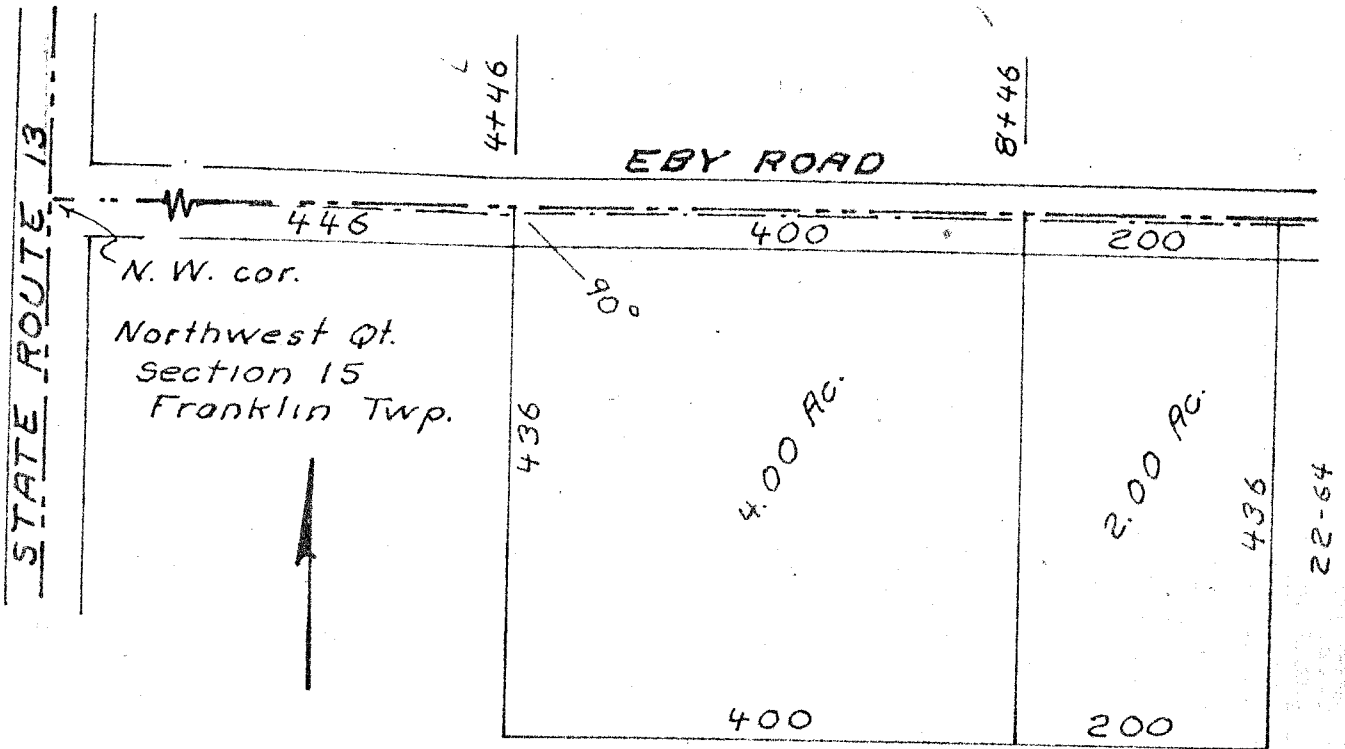 STATE ROUTE 13
4+46
8+46
EBY ROAD
446
400
200
N. W. cor.
90°
Northwest Qt.
Section 15
Franklin Twp.
436
4.00 Ac.
2.00 Ac.
436
22-64
400
200